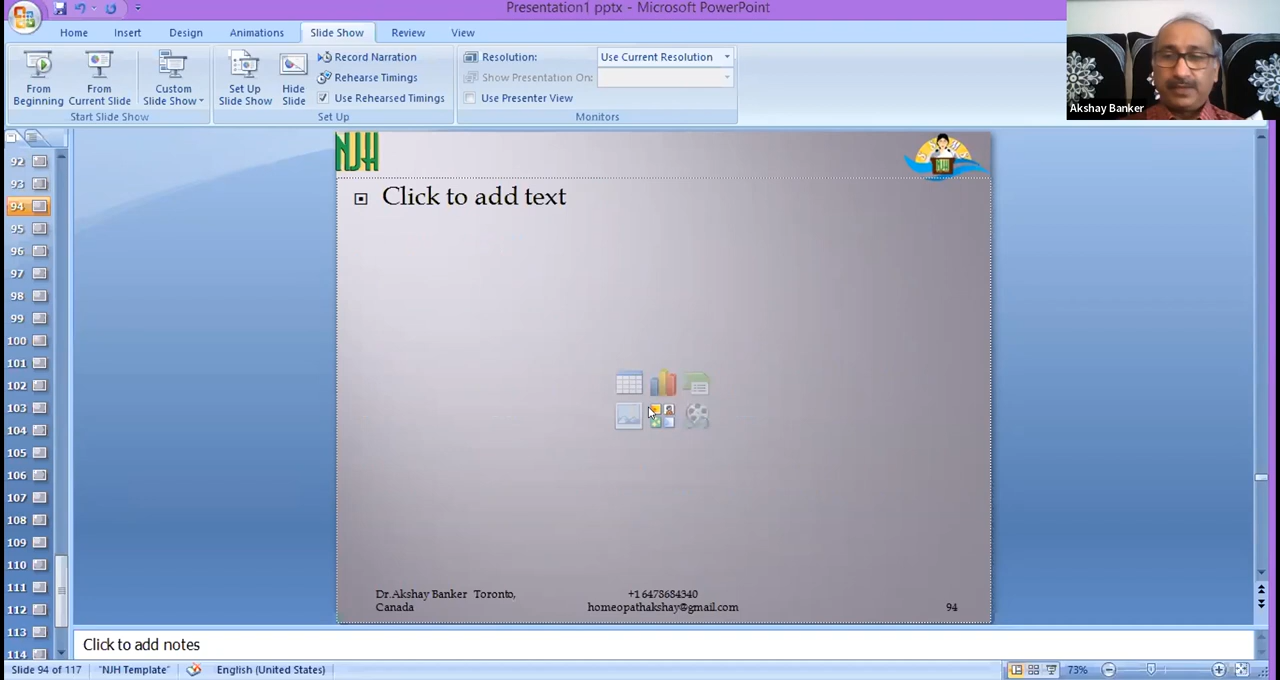 Presentation1 pptx - Microsoft PowerPoint
Home Insert Design Animations Slide Show Review View
From Beginning
From Current Slide
Custom Slide Show
Start Slide Show
Set Up Slide Show
Hide Slide
Record Narration
Rehearse Timings
Use Rehearsed Timings
Set Up
Resolution: Use Current Resolution
Show Presentation On:
Use Presenter View
Monitors
Akshay Banker
92
93
94
95
96
97
98
99
100
101
102
103
104
105
106
107
108
109
110
111
112
113
114
NJH
NJH
Click to add text
Dr.Akshay Banker Toronto,
Canada
+1 6478684340
homeopathakshay@gmail.com
94
Click to add notes
Slide 94 of 117 "NJH Template" English (United States) 73%